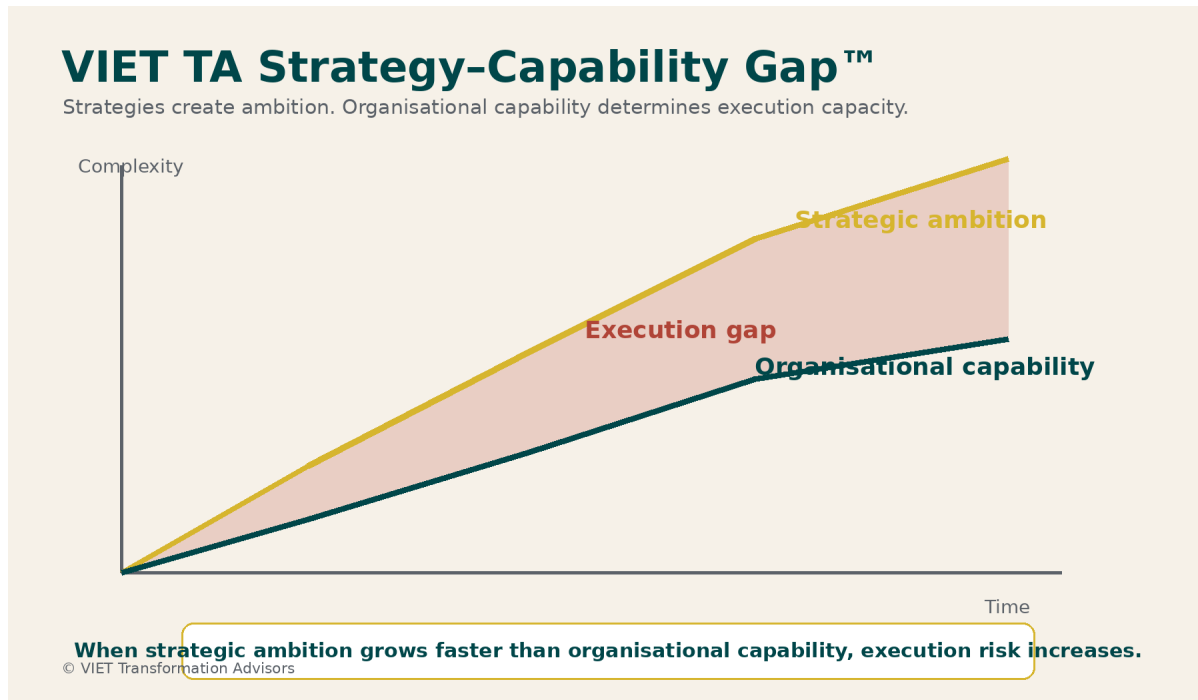 VIET TA Strategy–Capability Gap™
Strategies create ambition. Organisational capability determines execution capacity.
Complexity
Strategic ambition
Execution gap
Organisational capability
Time
When strategic ambition grows faster than organisational capability, execution risk increases.
© VIET Transformation Advisors